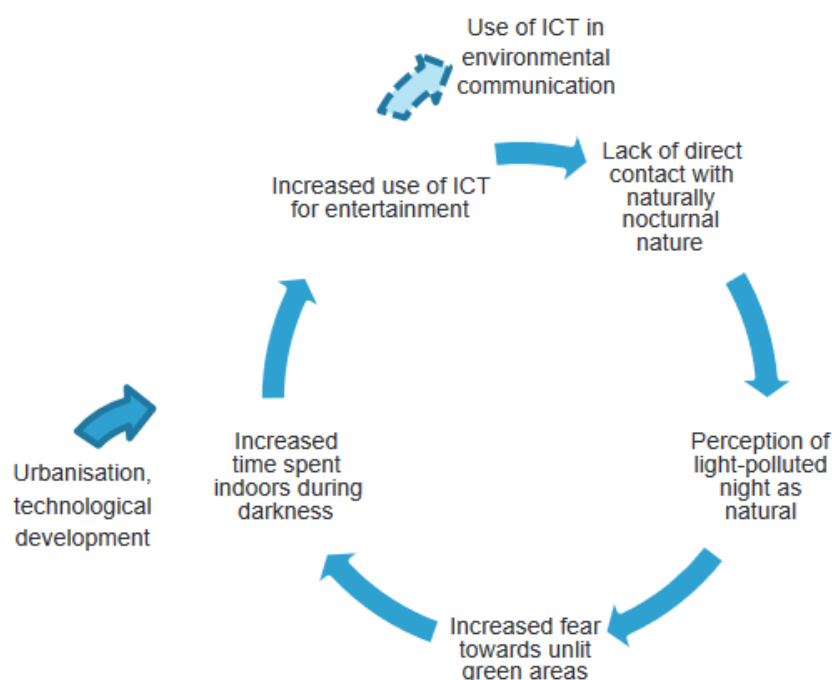 Use of ICT in
environmental
communication
Increased use of ICT
for entertainment
Lack of direct
contact with
naturally
nocturnal
nature
Perception of
light-polluted
night as
natural
Increased fear
towards unlit
green areas
Increased
time spent
indoors during
darkness
Urbanisation,
technological
development